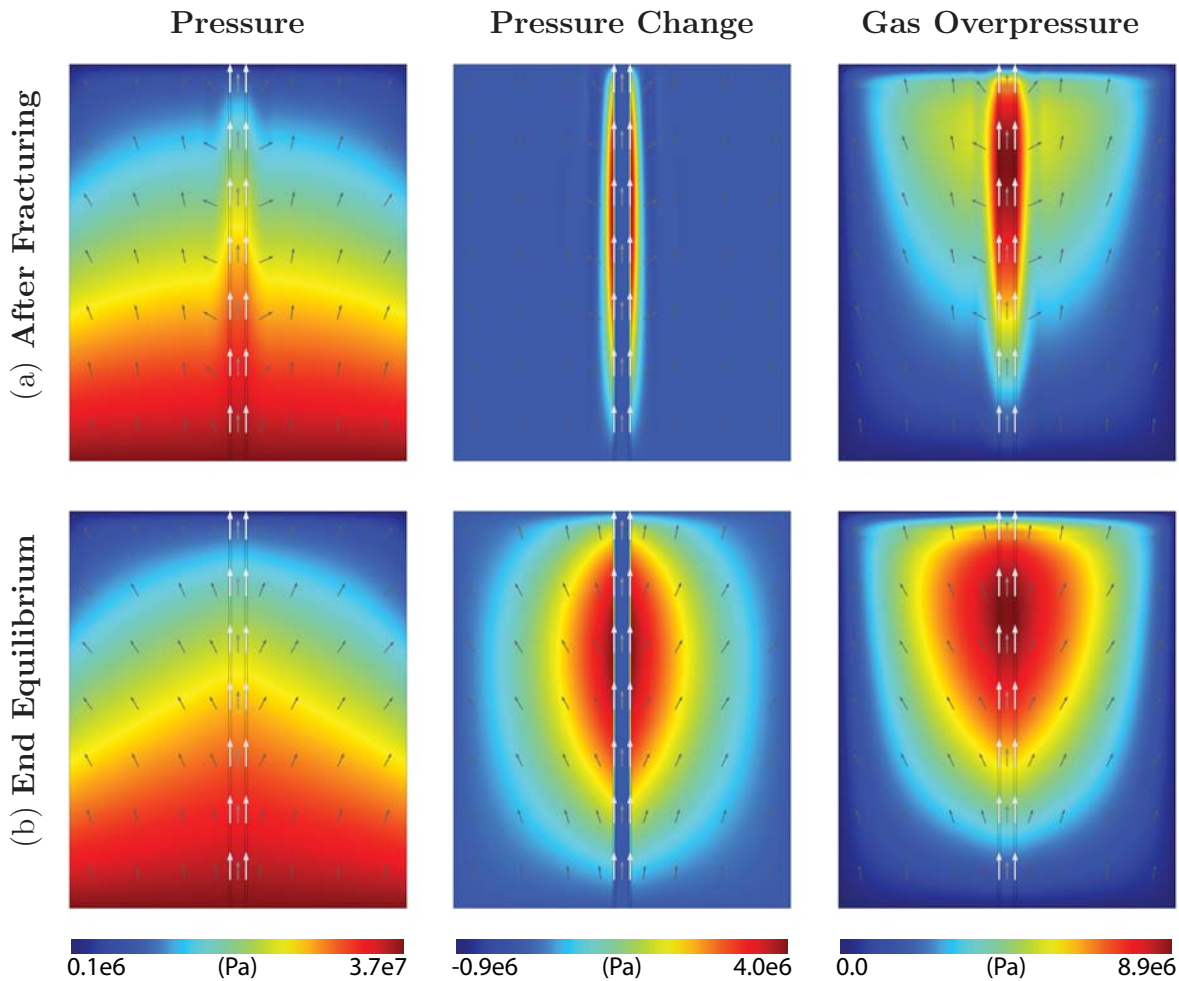 Pressure
Pressure Change
Gas Overpressure
(a) After Fracturing
(b) End Equilibrium
0.1e6 (Pa) 3.7e7
-0.9e6 (Pa) 4.0e6
0.0 (Pa) 8.9e6